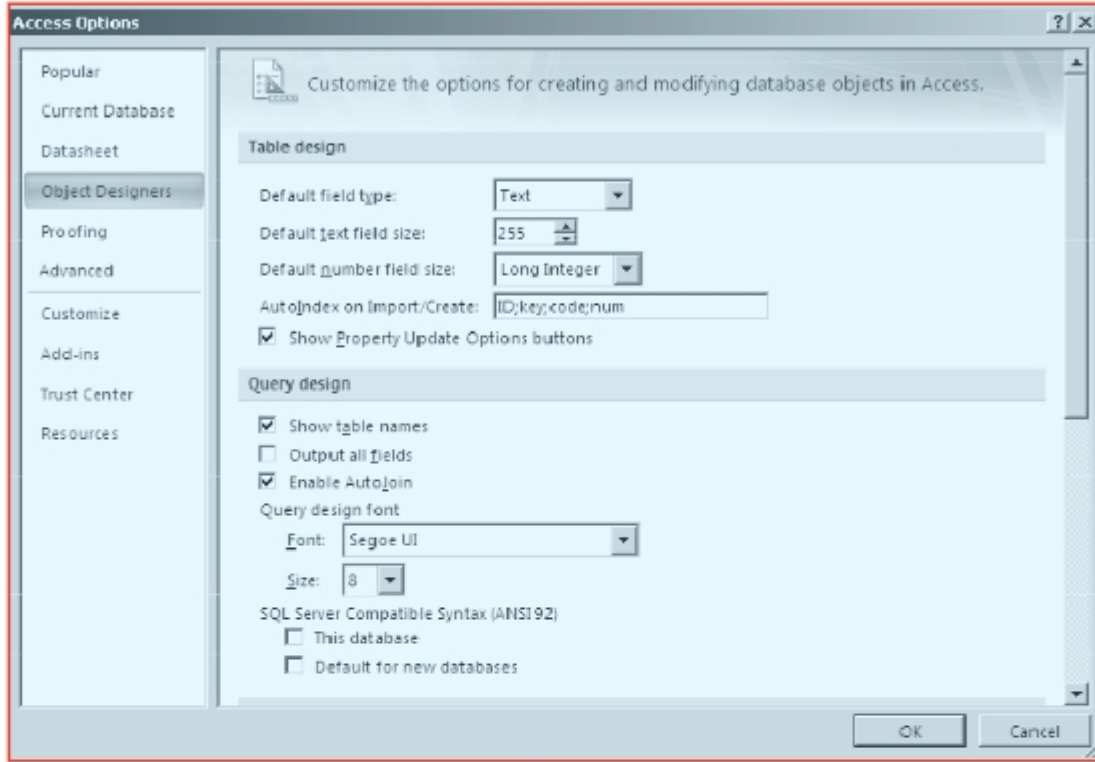 Access Options
Popular
Current Database
Datasheet
Object Designers
Proofing
Advanced
Customize
Add-ins
Trust Center
Resources
Customize the options for creating and modifying database objects in Access.
Table design
Default field type: Text
Default text field size: 255
Default number field size: Long Integer
AutoIndex on Import/Create: ID;key;code;num
Show Property Update Options buttons
Query design
Show table names
Output all fields
Enable AutoJoin
Query design font
Font: Segoe UI
Size: 8
SQL Server Compatible Syntax (ANSI 92)
This database
Default for new databases
OK Cancel